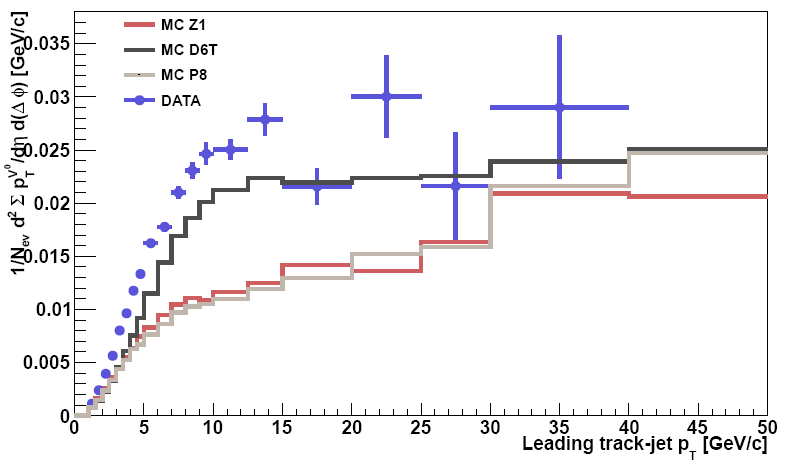 1/N_ev d² Σ p_T^V⁰/dη d(Δ φ) [GeV/c]
MC Z1
MC D6T
MC P8
DATA
0.035
0.03
0.025
0.02
0.015
0.01
0.005
0
0 5 10 15 20 25 30 35 40 45 50
Leading track-jet p_T [GeV/c]